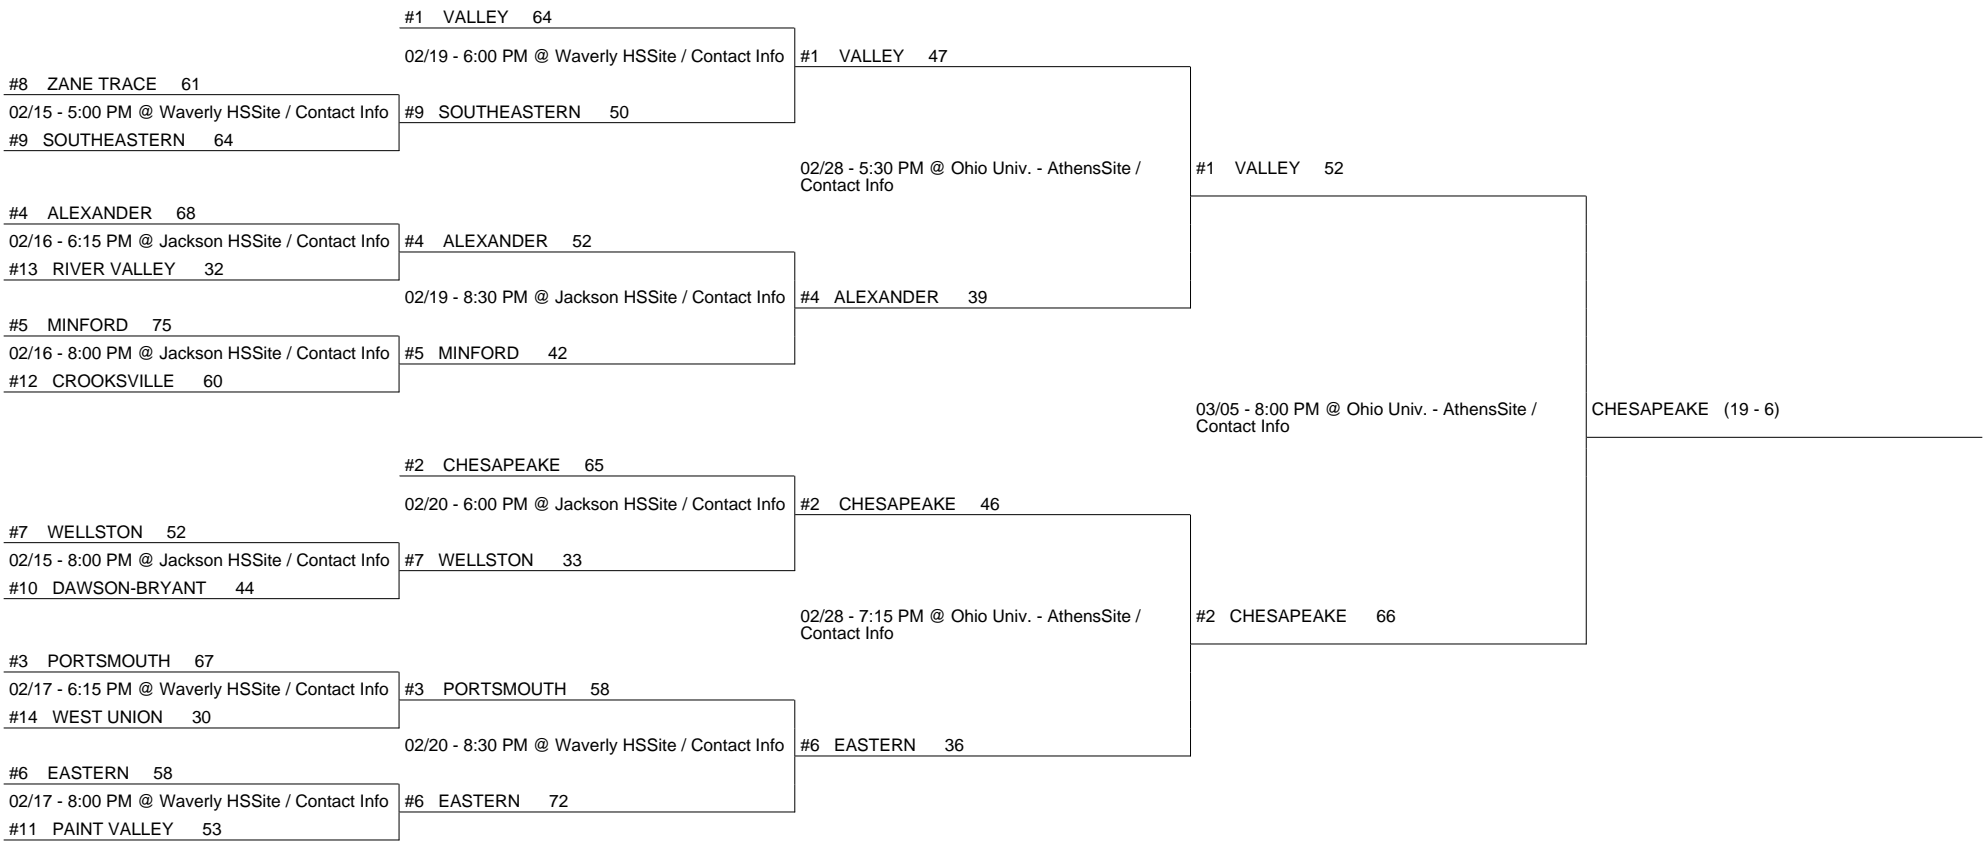 #1 VALLEY 64
02/19 - 6:00 PM @ Waverly HSSite / Contact Info
#1 VALLEY 47
#8 ZANE TRACE 61
02/15 - 5:00 PM @ Waverly HSSite / Contact Info
#9 SOUTHEASTERN 50
#9 SOUTHEASTERN 64
02/28 - 5:30 PM @ Ohio Univ. - AthensSite /
Contact Info
#1 VALLEY 52
#4 ALEXANDER 68
02/16 - 6:15 PM @ Jackson HSSite / Contact Info
#4 ALEXANDER 52
#13 RIVER VALLEY 32
02/19 - 8:30 PM @ Jackson HSSite / Contact Info
#4 ALEXANDER 39
#5 MINFORD 75
02/16 - 8:00 PM @ Jackson HSSite / Contact Info
#5 MINFORD 42
#12 CROOKSVILLE 60
03/05 - 8:00 PM @ Ohio Univ. - AthensSite /
Contact Info
CHESAPEAKE (19 - 6)
#2 CHESAPEAKE 65
02/20 - 6:00 PM @ Jackson HSSite / Contact Info
#2 CHESAPEAKE 46
#7 WELLSTON 52
02/15 - 8:00 PM @ Jackson HSSite / Contact Info
#7 WELLSTON 33
#10 DAWSON-BRYANT 44
02/28 - 7:15 PM @ Ohio Univ. - AthensSite /
Contact Info
#2 CHESAPEAKE 66
#3 PORTSMOUTH 67
02/17 - 6:15 PM @ Waverly HSSite / Contact Info
#3 PORTSMOUTH 58
#14 WEST UNION 30
02/20 - 8:30 PM @ Waverly HSSite / Contact Info
#6 EASTERN 36
#6 EASTERN 58
02/17 - 8:00 PM @ Waverly HSSite / Contact Info
#6 EASTERN 72
#11 PAINT VALLEY 53